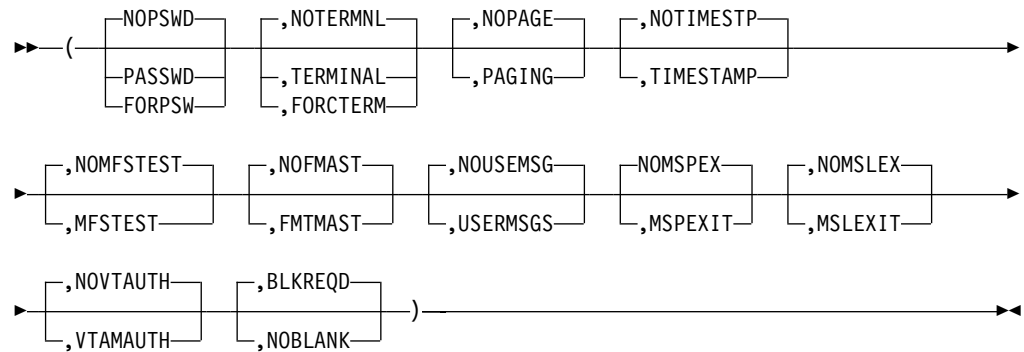 NOPSWD ,NOTERMNL ,NOPAGE ,NOTIMESTP
(
PASSWD ,TERMINAL ,PAGING ,TIMESTAMP
FORPSW ,FORCTERM
,NOMFSTEST ,NOFMAST ,NOUSEMSG NOMSPEX ,NOMSLEX
,MFSTEST ,FMTMAST ,USERMSGS ,MSPEXIT ,MSLEXIT
,NOVTAUTH ,BLKREQD
)
,VTAMAUTH ,NOBLANK